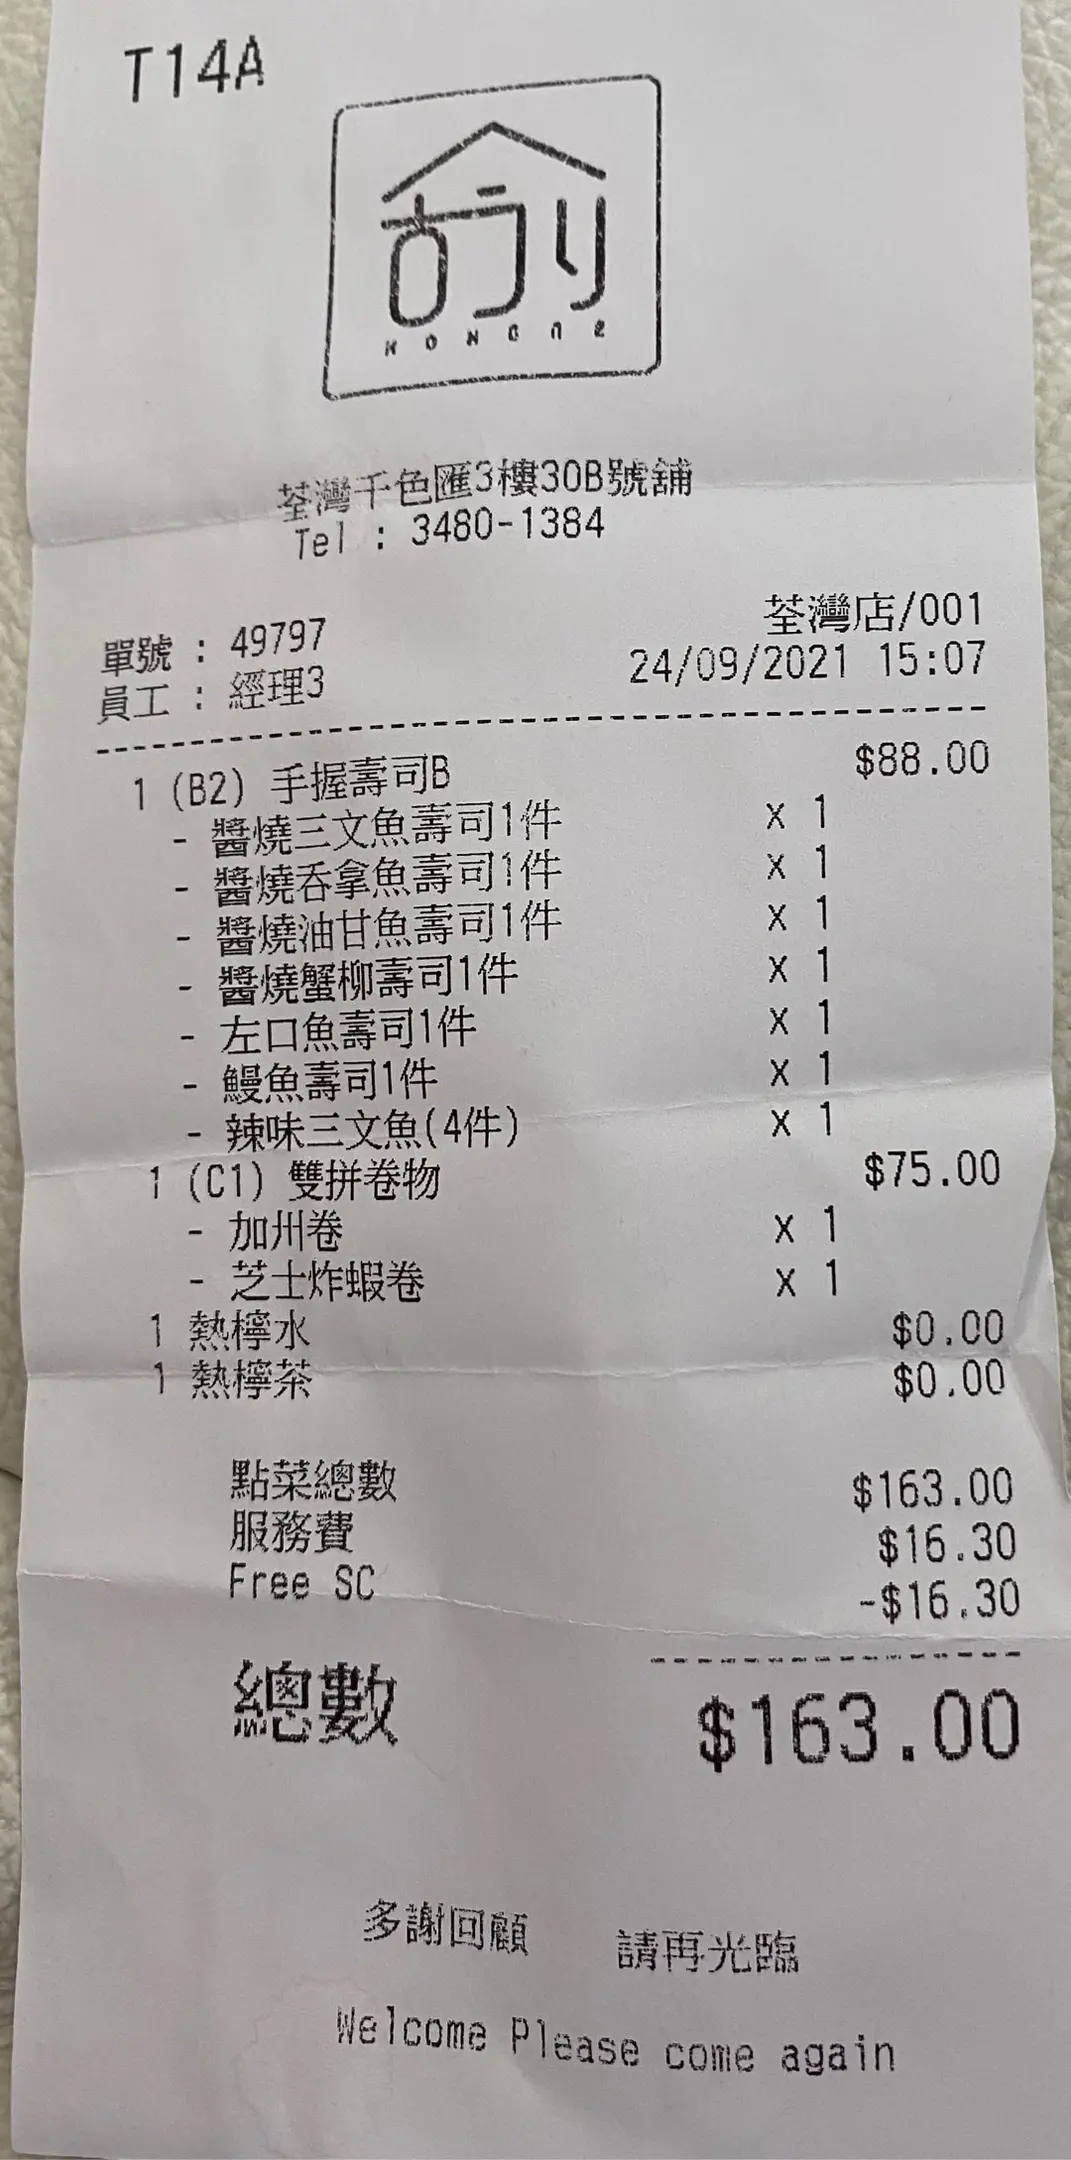 T14A
荃灣千色匯3樓30B號舖
Tel : 3480-1384
荃灣店/001
單號 : 49797
24/09/2021 15:07
員工 : 經理3
1 (B2) 手握壽司B $88.00
- 醬燒三文魚壽司1件 x 1
- 醬燒吞拿魚壽司1件 x 1
- 醬燒油甘魚壽司1件 x 1
- 醬燒蟹柳壽司1件 x 1
- 左口魚壽司1件 x 1
- 鰻魚壽司1件 x 1
- 辣味三文魚(4件) x 1
1 (C1) 雙拼卷物 $75.00
- 加州卷 x 1
- 芝士炸蝦卷 x 1
1 熱檸水 $0.00
1 熱檸茶 $0.00
點菜總數 $163.00
服務費 $16.30
Free SC -$16.30
總數 $163.00
多謝回顧 請再光臨
Welcome Please come again